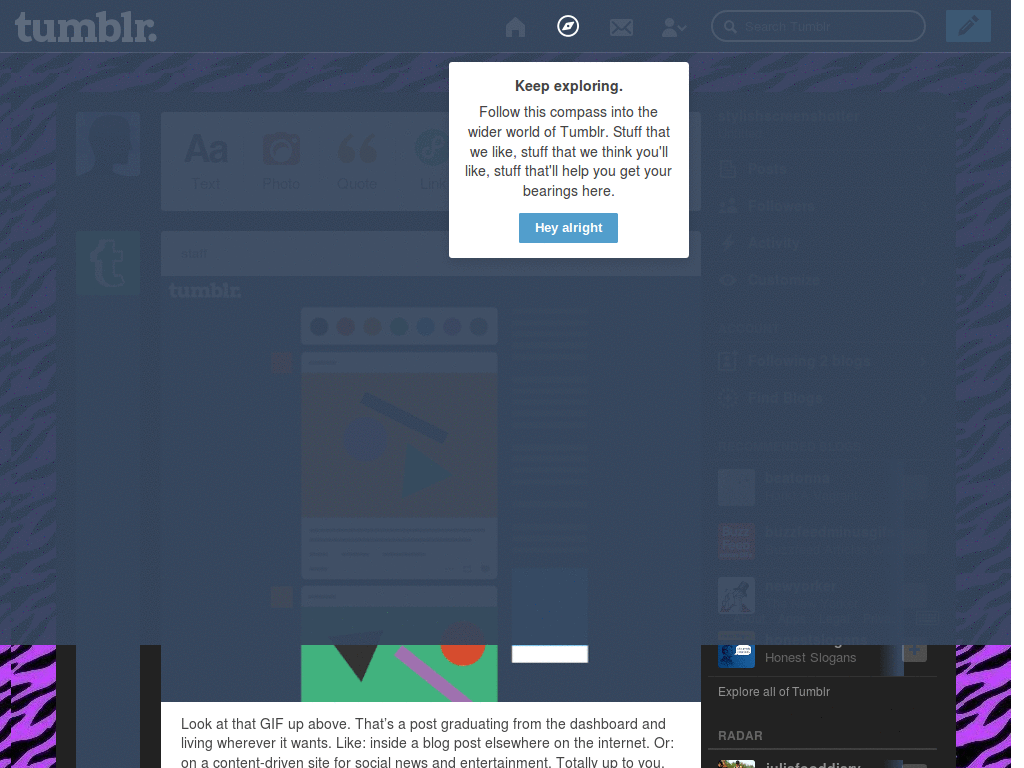 tumblr.
Search Tumblr
Keep exploring.
Follow this compass into the
wider world of Tumblr. Stuff that
we like, stuff that we think you'll
like, stuff that'll help you get your
bearings here.
Hey alright
Aa
Text
Photo
Quote
Link
Posts
Followers
Activity
Customize
staff
tumblr.
ACCOUNT
Following 2 blogs
Find Blogs
RECOMMENDED BLOGS
newyorker
honestslogans
Honest Slogans
Explore all of Tumblr
RADAR
Look at that GIF up above. That's a post graduating from the dashboard and
living wherever it wants. Like: inside a blog post elsewhere on the internet. Or:
on a content-driven site for social news and entertainment. Totally up to you.